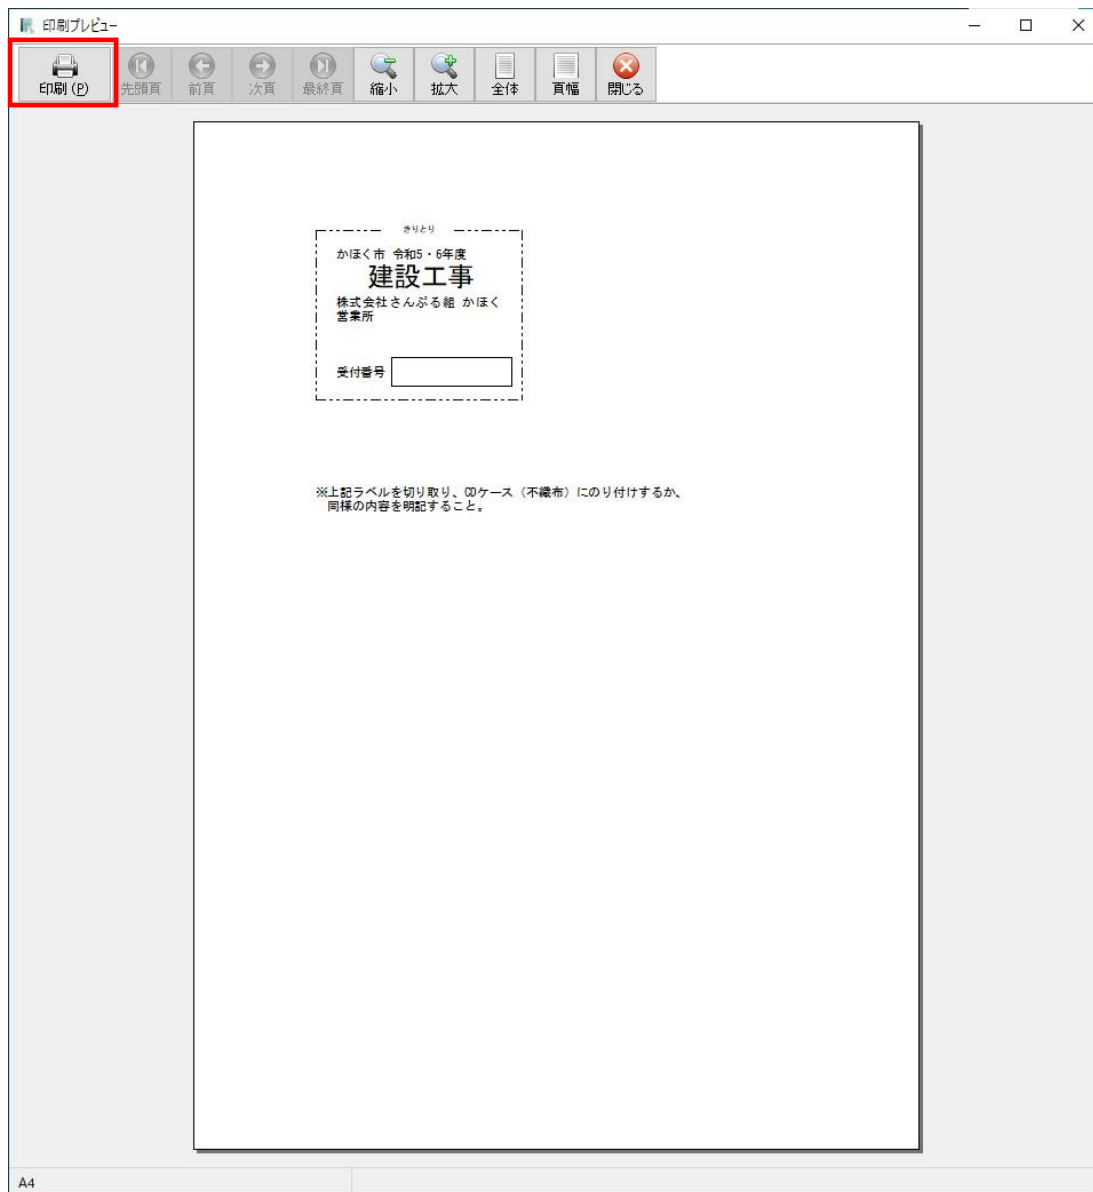 印刷プレビュー
印刷(P) 先頭頁 前頁 次頁 最終頁 縮小 拡大 全体 頁幅 閉じる
きりとり
かほく市 令和5・6年度
建設工事
株式会社さんぷる組 かほく
営業所
受付番号
※上記ラベルを切り取り、CDケース（不織布）にのり付けするか、
同様の内容を明記すること。
A4